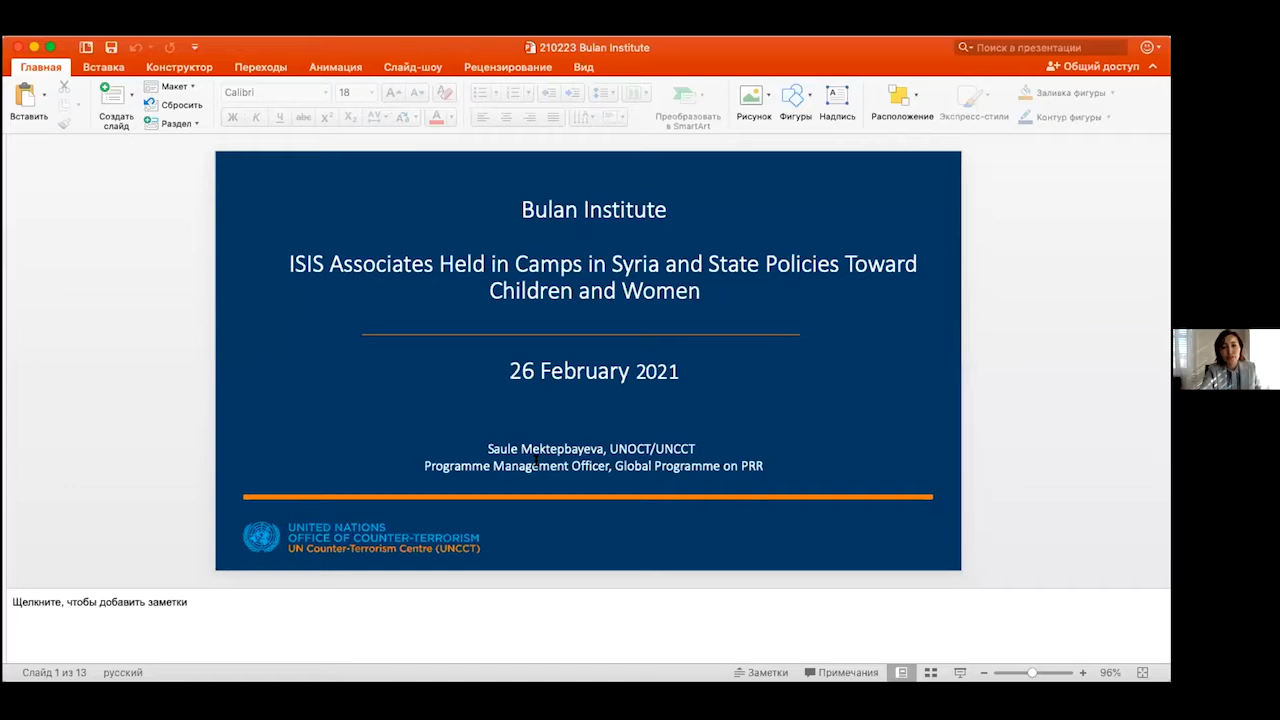 210223 Bulan Institute
Поиск в презентации
Главная Вставка Конструктор Переходы Анимация Слайд-шоу Рецензирование Вид
Общий доступ
Вставить
Создать слайд
Макет
Сбросить
Раздел
Calibri 18
Ж К Ч abc X² X₂
Преобразовать в SmartArt
Рисунок Фигуры Надпись
Расположение Экспресс-стили
Заливка фигуры
Контур фигуры
Bulan Institute
ISIS Associates Held in Camps in Syria and State Policies Toward
Children and Women
26 February 2021
Saule Mektepbayeva, UNOCT/UNCCT
Programme Management Officer, Global Programme on PRR
UNITED NATIONS
OFFICE OF COUNTER-TERRORISM
UN Counter-Terrorism Centre (UNCCT)
Щелкните, чтобы добавить заметки
Слайд 1 из 13 русский Заметки Примечания 96%